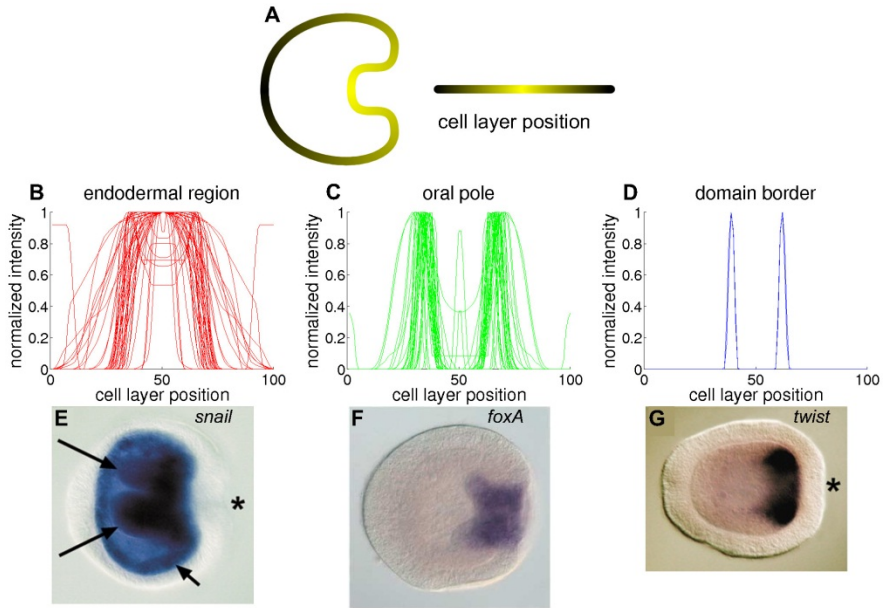 A
cell layer position
B endodermal region
normalized intensity
1
0.8
0.6
0.4
0.2
0
0 50 100
cell layer position
C oral pole
normalized intensity
1
0.8
0.6
0.4
0.2
0
0 50 100
cell layer position
D domain border
normalized intensity
1
0.8
0.6
0.4
0.2
0
0 50 100
cell layer position
E snail
*
F foxA
G twist
*